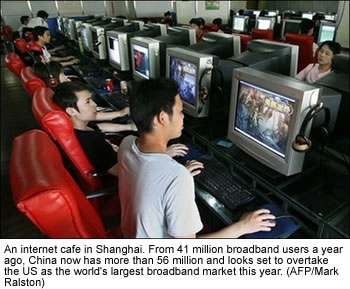 An internet cafe in Shanghai. From 41 million broadband users a year
ago, China now has more than 56 million and looks set to overtake
the US as the world's largest broadband market this year. (AFP/Mark
Ralston)